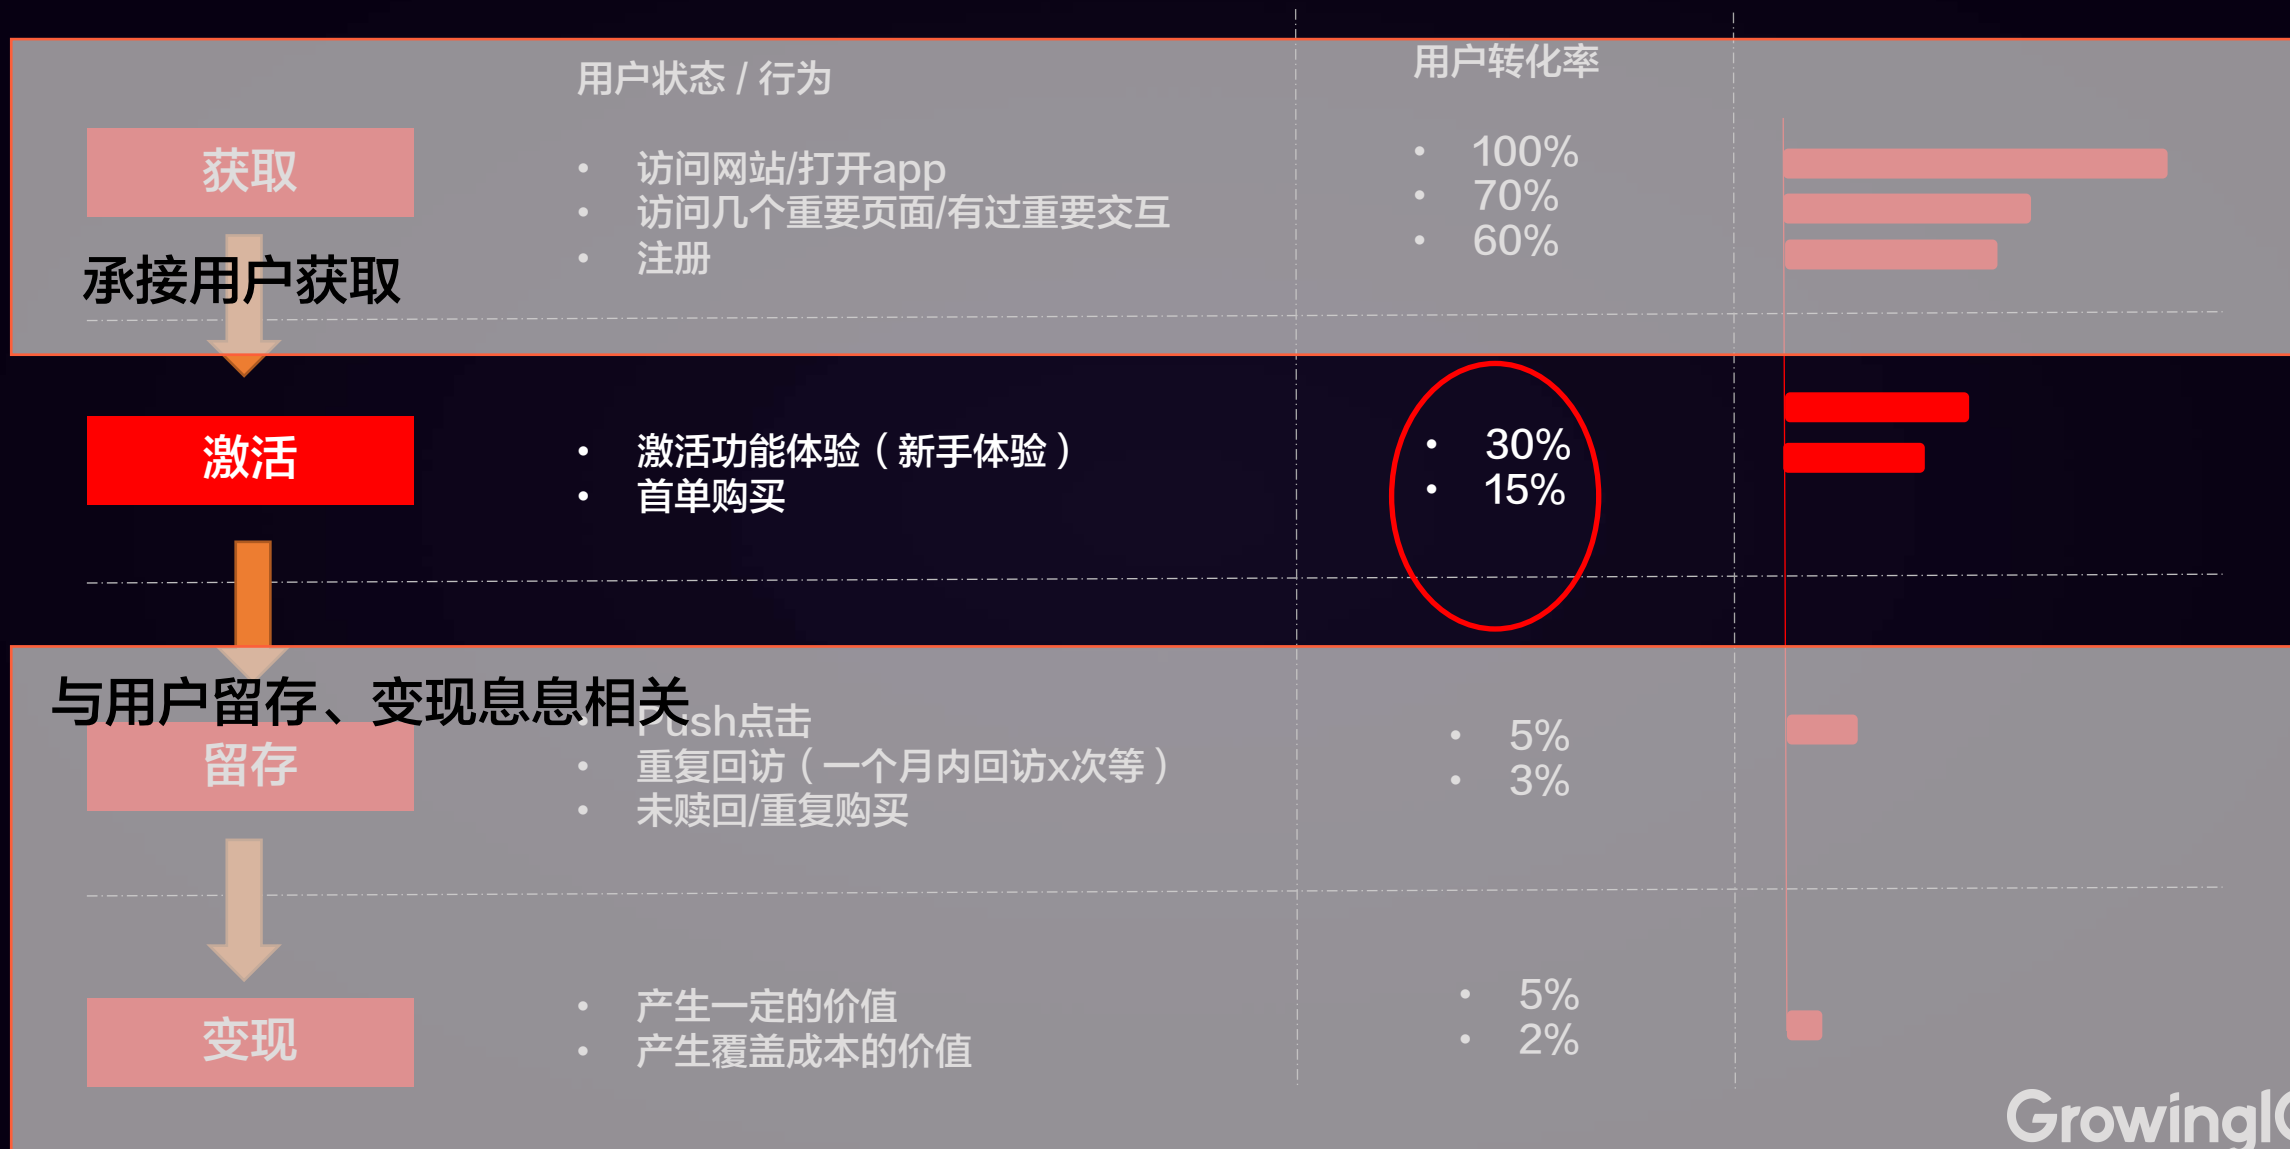 用户状态 / 行为
用户转化率
获取
• 访问网站/打开app
• 访问几个重要页面/有过重要交互
• 注册
• 100%
• 70%
• 60%
承接用户获取
激活
• 激活功能体验（新手体验）
• 首单购买
• 30%
• 15%
与用户留存、变现息息相关
留存
• Push点击
• 重复回访（一个月内回访x次等）
• 未赎回/重复购买
• 5%
• 3%
变现
• 产生一定的价值
• 产生覆盖成本的价值
• 5%
• 2%
GrowingIO